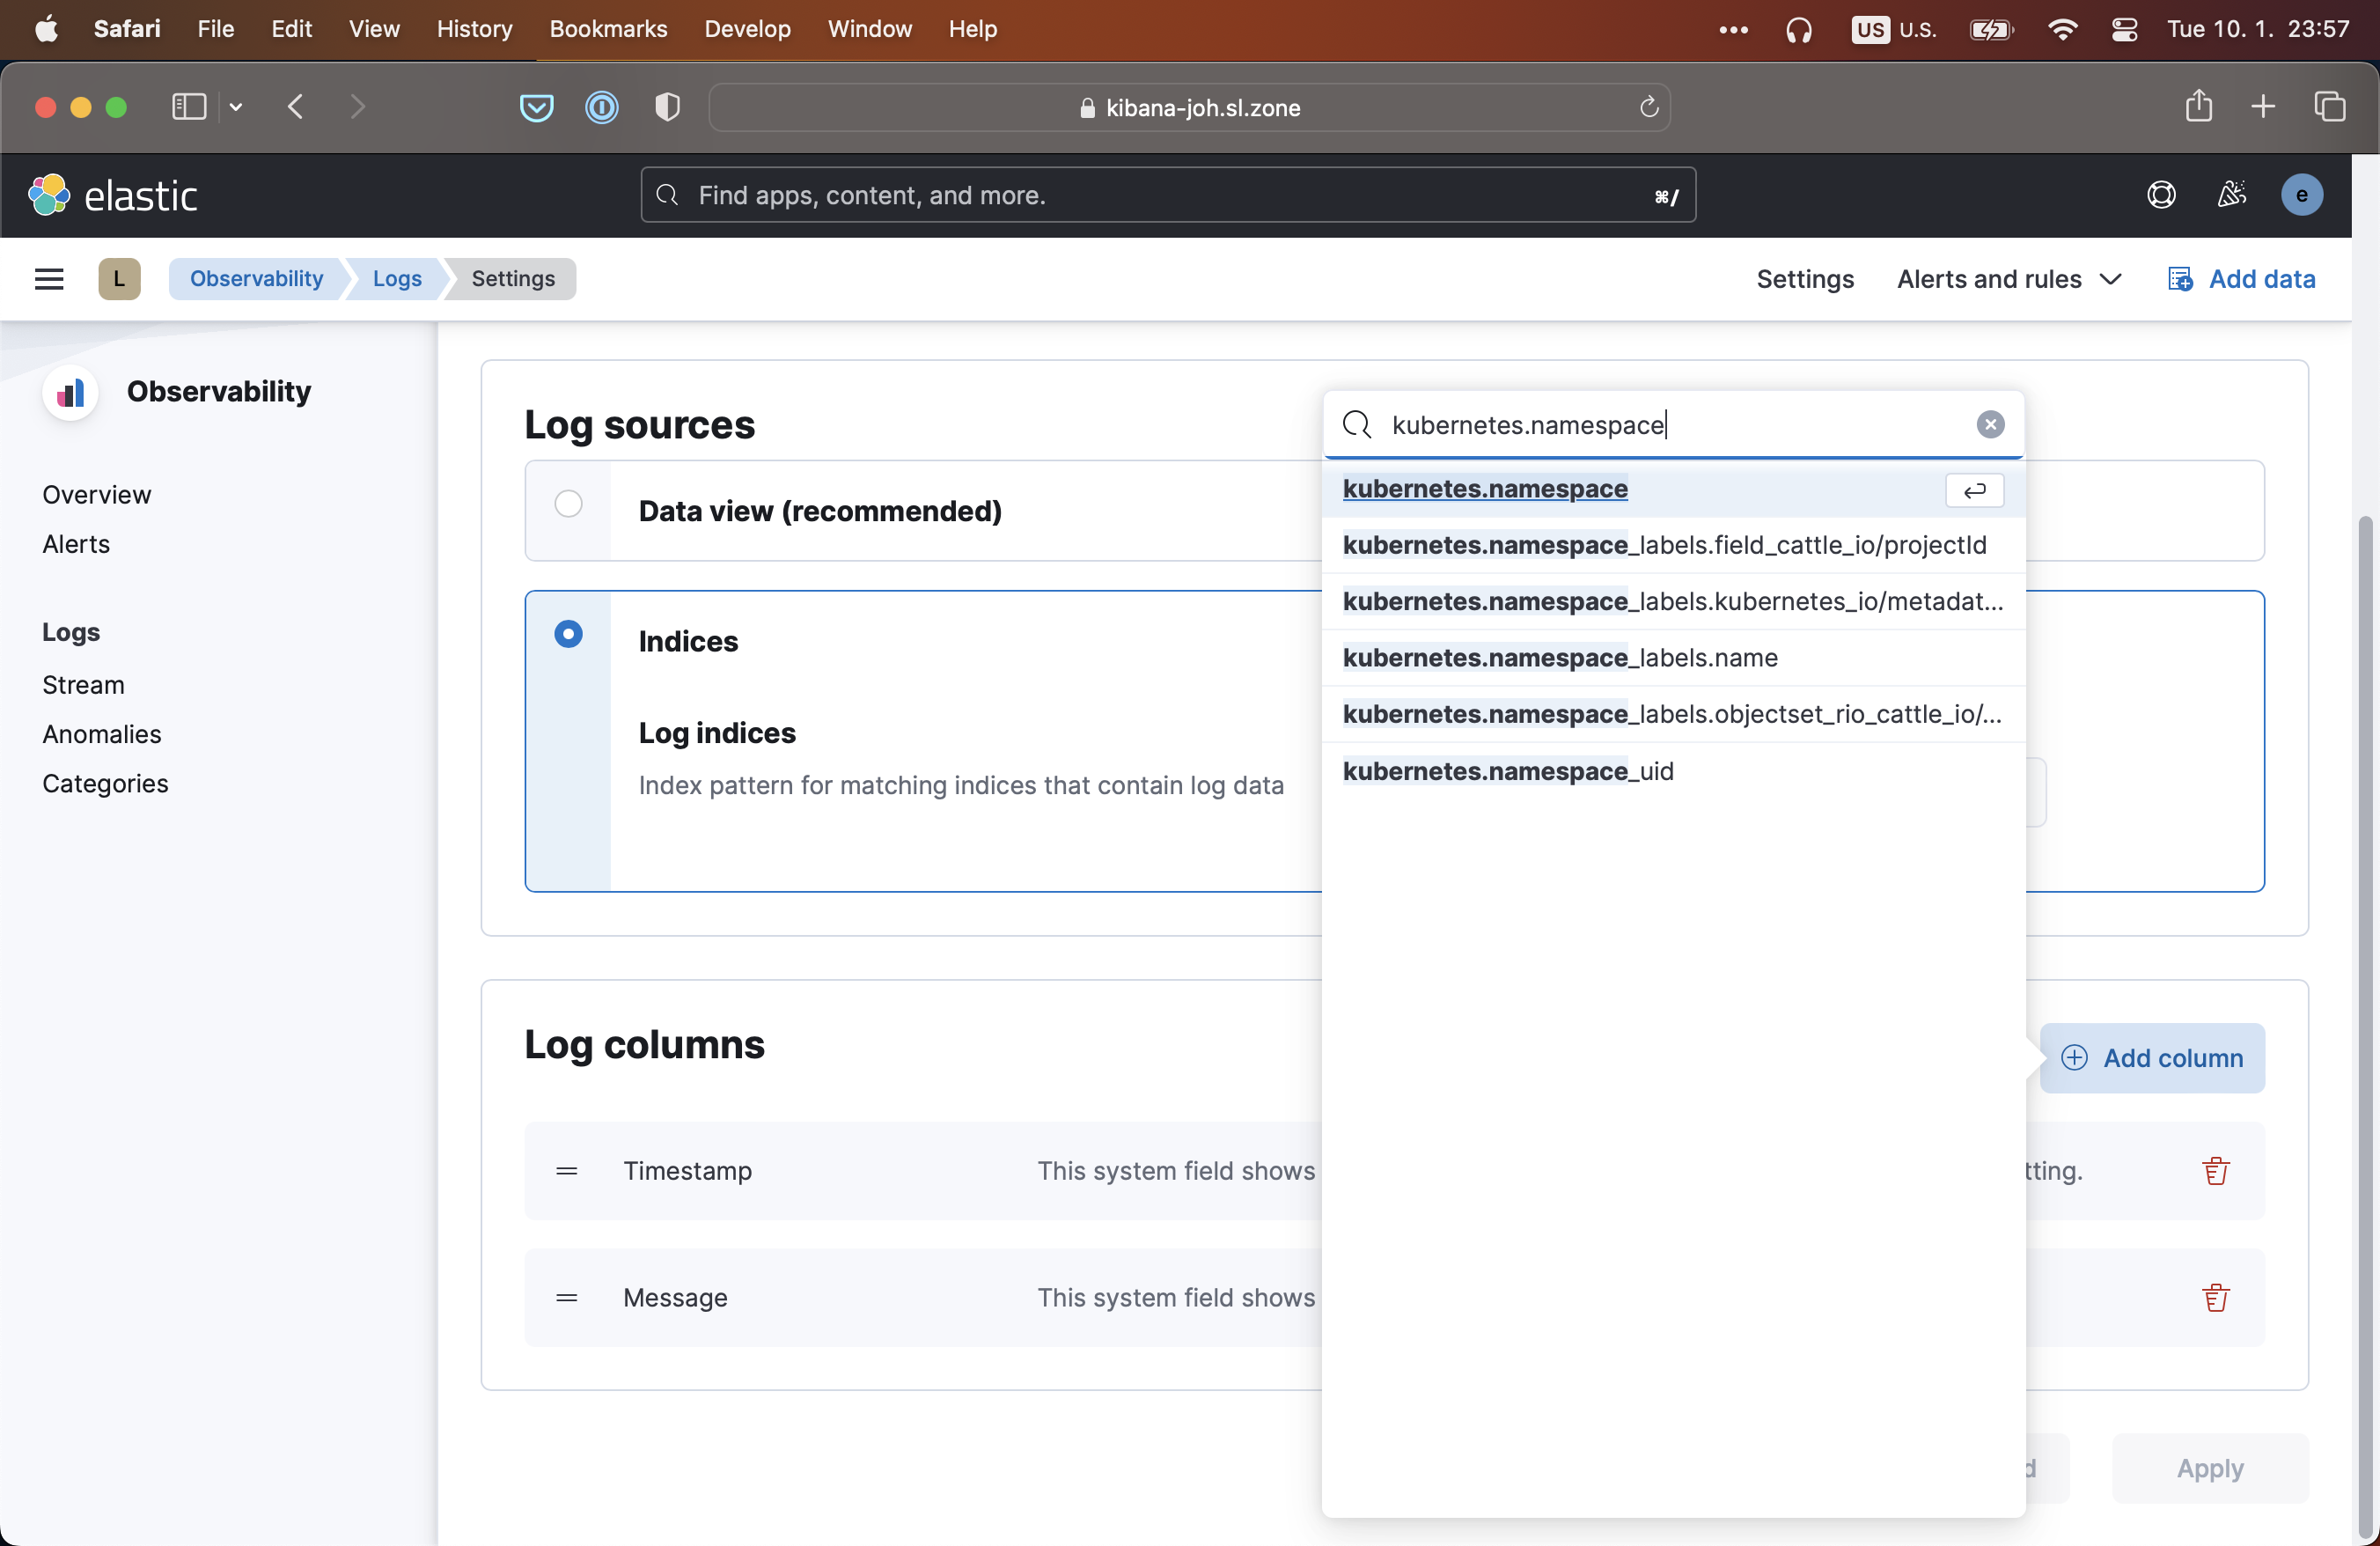 Safari File Edit View History Bookmarks Develop Window Help ••• US U.S. Tue 10. 1. 23:57
kibana-joh.sl.zone
elastic Find apps, content, and more. ⌘/ e
L Observability Logs Settings Settings Alerts and rules Add data
Observability
Overview
Alerts
Logs
Stream
Anomalies
Categories
Log sources
Data view (recommended)
Indices
Log indices
Index pattern for matching indices that contain log data
kubernetes.namespace
kubernetes.namespace
kubernetes.namespace_labels.field_cattle_io/projectId
kubernetes.namespace_labels.kubernetes_io/metadat...
kubernetes.namespace_labels.name
kubernetes.namespace_labels.objectset_rio_cattle_io/...
kubernetes.namespace_uid
Log columns
Add column
Timestamp This system field shows tting.
Message This system field shows
d Apply